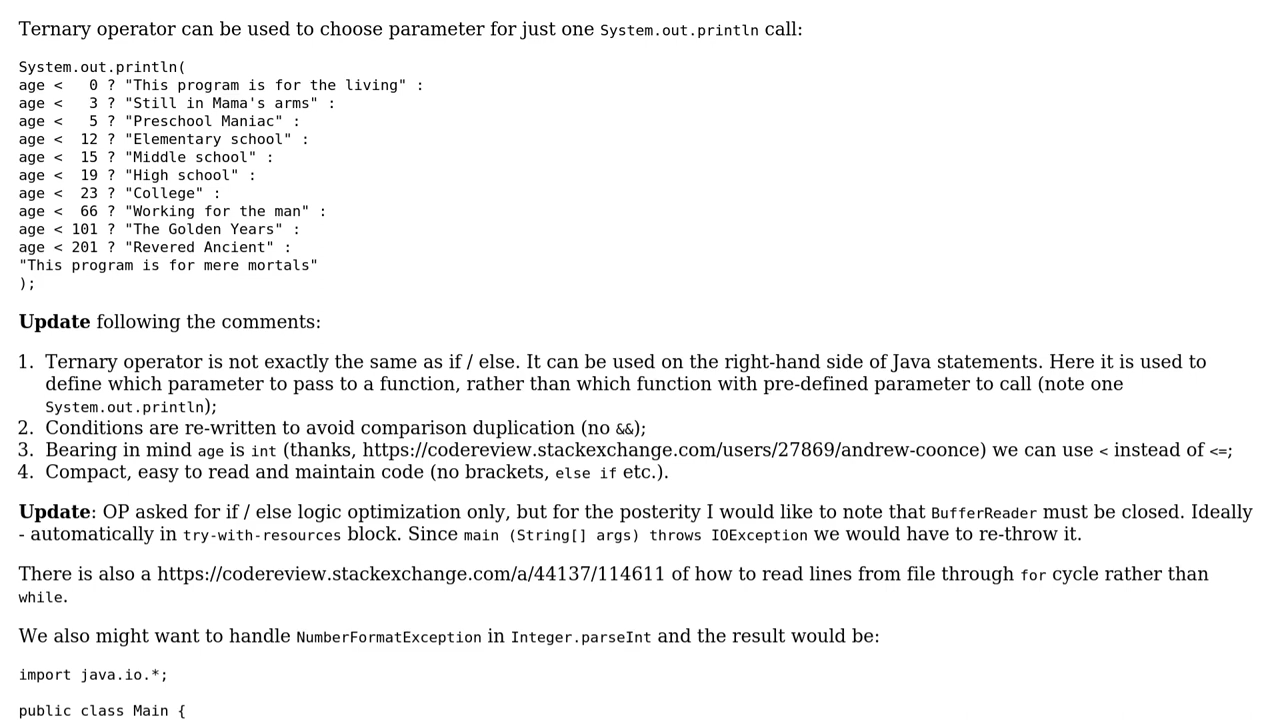 Ternary operator can be used to choose parameter for just one System.out.println call:
System.out.println(
age <   0 ? "This program is for the living" :
age <   3 ? "Still in Mama's arms" :
age <   5 ? "Preschool Maniac" :
age <  12 ? "Elementary school" :
age <  15 ? "Middle school" :
age <  19 ? "High school" :
age <  23 ? "College" :
age <  66 ? "Working for the man" :
age < 101 ? "The Golden Years" :
age < 201 ? "Revered Ancient" :
"This program is for mere mortals"
);
Update following the comments:
1. Ternary operator is not exactly the same as if / else. It can be used on the right-hand side of Java statements. Here it is used to
define which parameter to pass to a function, rather than which function with pre-defined parameter to call (note one
System.out.println);
2. Conditions are re-written to avoid comparison duplication (no &&);
3. Bearing in mind age is int (thanks, https://codereview.stackexchange.com/users/27869/andrew-coonce) we can use < instead of <=;
4. Compact, easy to read and maintain code (no brackets, else if etc.).
Update: OP asked for if / else logic optimization only, but for the posterity I would like to note that BufferReader must be closed. Ideally
- automatically in try-with-resources block. Since main (String[] args) throws IOException we would have to re-throw it.
There is also a https://codereview.stackexchange.com/a/44137/114611 of how to read lines from file through for cycle rather than
while.
We also might want to handle NumberFormatException in Integer.parseInt and the result would be:
import java.io.*;
public class Main {